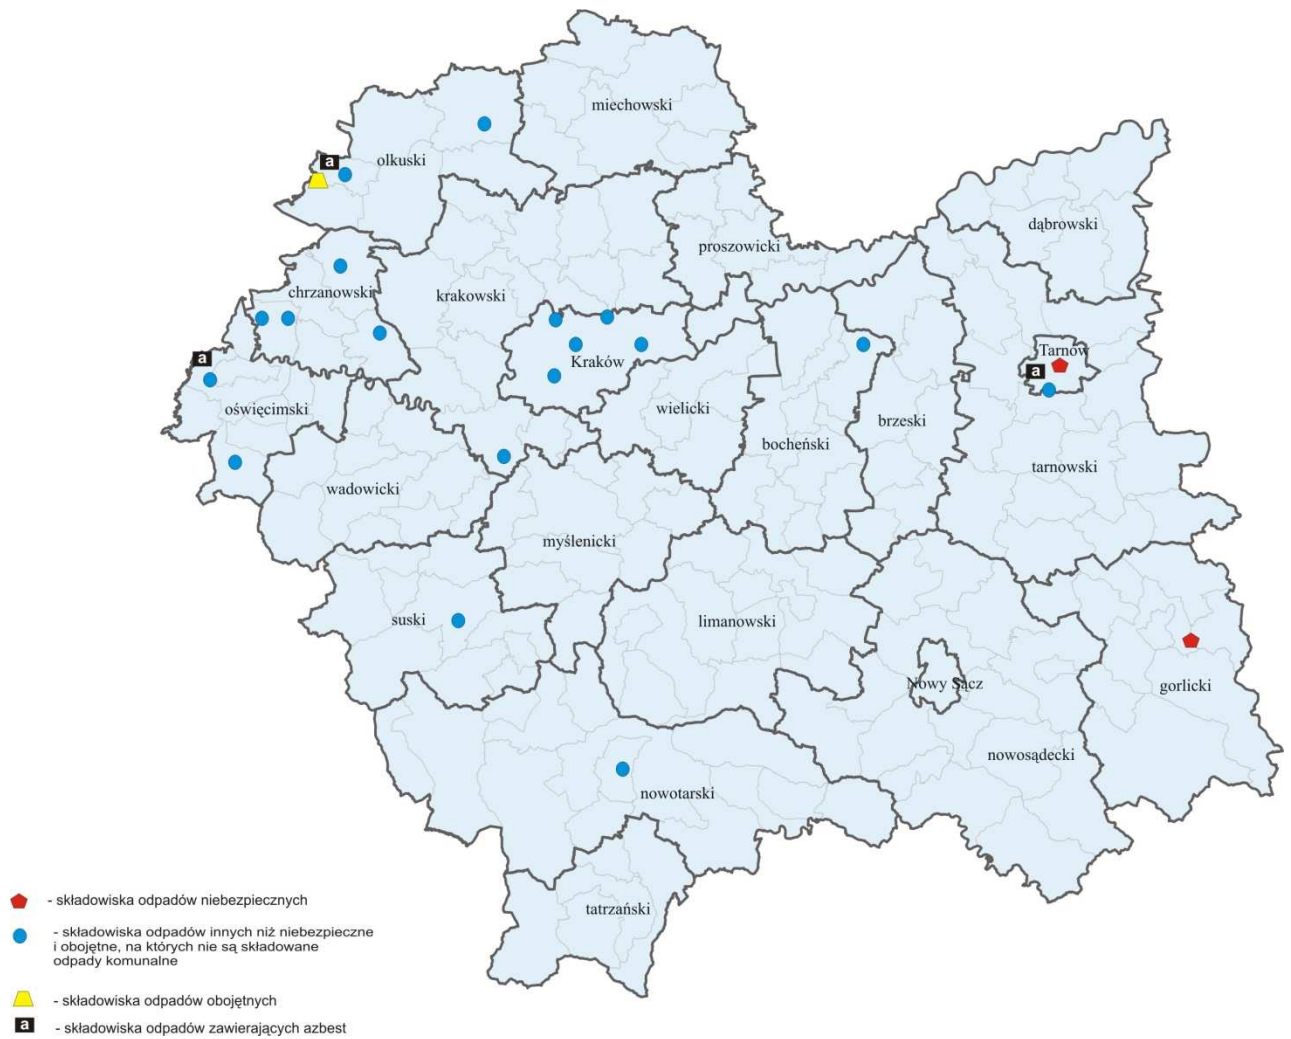 miechowski
a
olkuski
dąbrowski
proszowicki
chrzanowski
krakowski
Tarnów
a
Kraków
a
oświęcimski
wielicki
brzeski
bocheński
tarnowski
wadowicki
myślenicki
suski
limanowski
Nowy Sącz
gorlicki
nowosądecki
nowotarski
tatrzański
- składowiska odpadów niebezpiecznych
- składowiska odpadów innych niż niebezpieczne
i obojętne, na których nie są składowane
odpady komunalne
- składowiska odpadów obojętnych
a - składowiska odpadów zawierających azbest